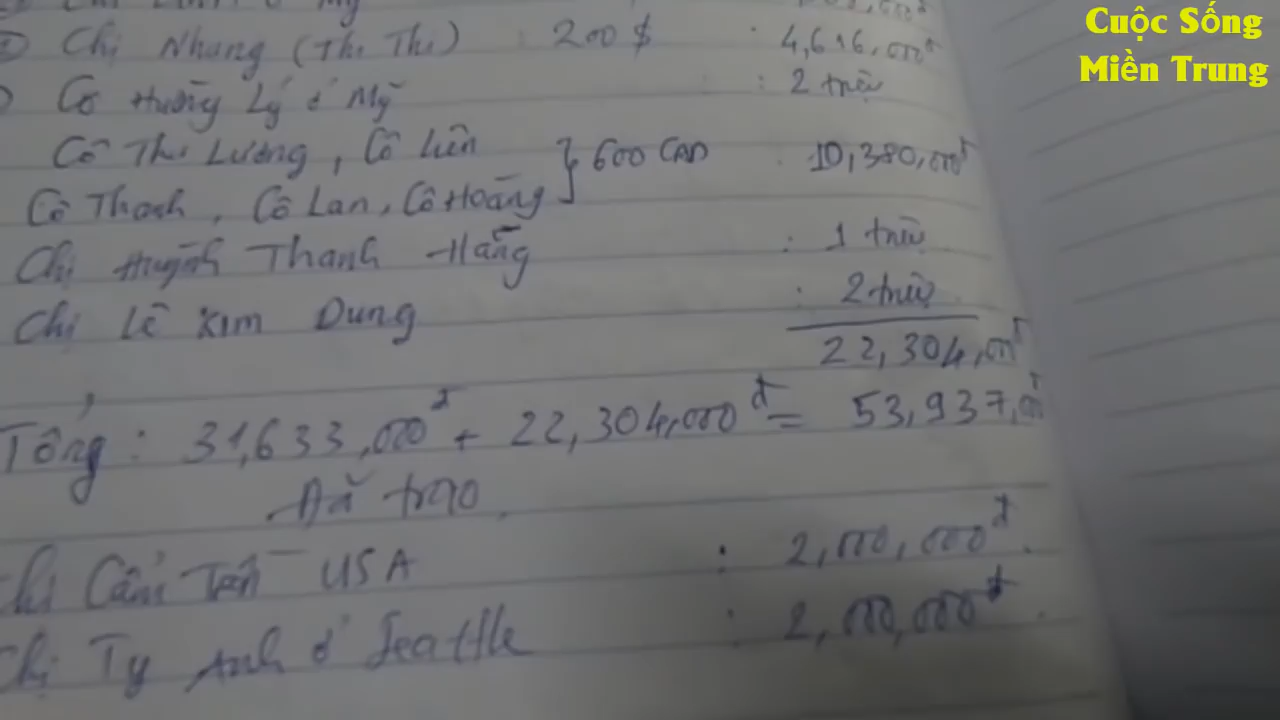 ở Mỹ
Chị Nhung (Thi Thi) : 200 $ : 4,616,000đ
Cô Hường Lý ở Mỹ : 2 triệu
Cô Thu Lương, Cô Liên
Cô Thanh, Cô Lan, Cô Hoàng } 600 CAD : 10,380,000đ
Chị Huỳnh Thanh Hằng : 1 triệu
Chị Lê Kim Dung : 2 triệu
22,304,000đ
Tổng : 31,633,000đ + 22,304,000đ = 53,937,000đ
Đã trao.
Chị Cẩm Tên USA : 2,000,000đ.
Chị Ty Anh ở Seattle : 2,000,000đ.
Cuộc Sống
Miền Trung